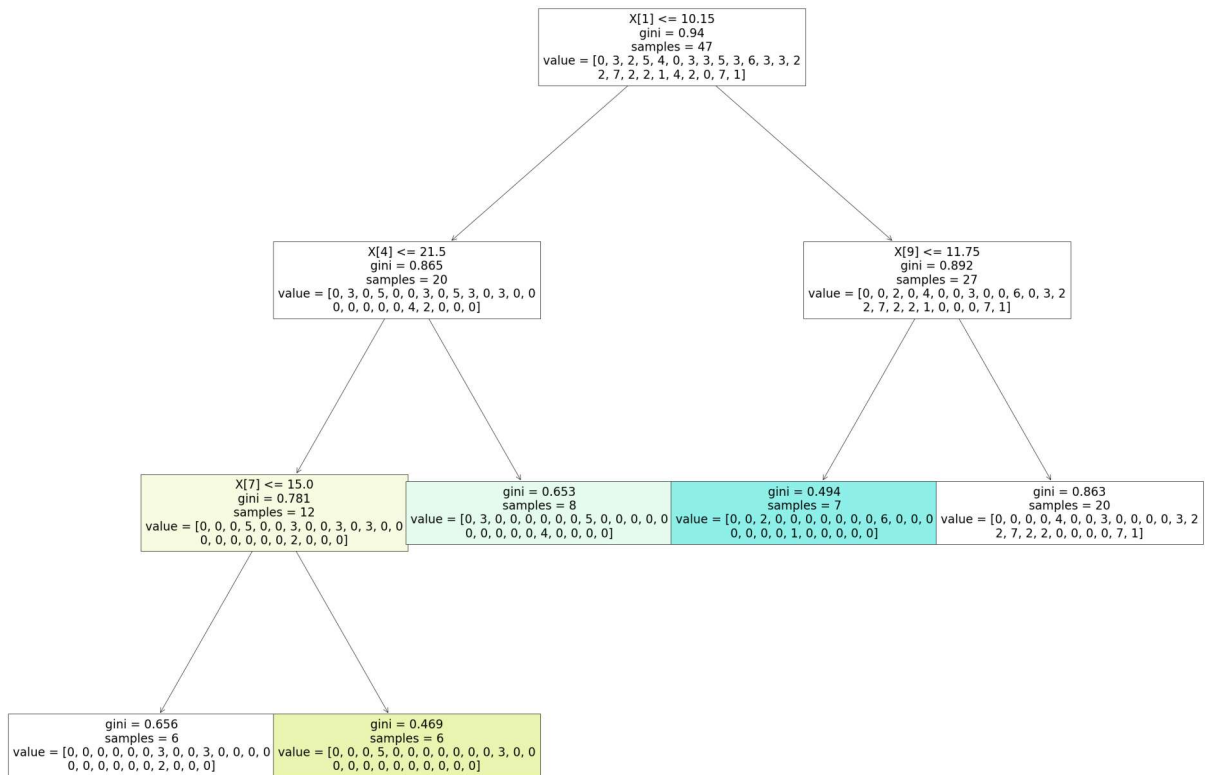 X[1] <= 10.15
gini = 0.94
samples = 47
value = [0, 3, 2, 5, 4, 0, 3, 3, 5, 3, 6, 3, 3, 2
2, 7, 2, 2, 1, 4, 2, 0, 7, 1]
X[4] <= 21.5
gini = 0.865
samples = 20
value = [0, 3, 0, 5, 0, 0, 3, 0, 5, 3, 0, 3, 0, 0
0, 0, 0, 0, 0, 4, 2, 0, 0, 0]
X[9] <= 11.75
gini = 0.892
samples = 27
value = [0, 0, 2, 0, 4, 0, 0, 3, 0, 0, 6, 0, 3, 2
2, 7, 2, 2, 1, 0, 0, 0, 7, 1]
X[7] <= 15.0
gini = 0.781
samples = 12
value = [0, 0, 0, 5, 0, 0, 3, 0, 0, 3, 0, 3, 0, 0
0, 0, 0, 0, 0, 0, 2, 0, 0, 0]
gini = 0.653
samples = 8
value = [0, 3, 0, 0, 0, 0, 0, 0, 5, 0, 0, 0, 0, 0
0, 0, 0, 0, 0, 4, 0, 0, 0, 0]
gini = 0.494
samples = 7
value = [0, 0, 2, 0, 0, 0, 0, 0, 0, 0, 6, 0, 0, 0
0, 0, 0, 0, 1, 0, 0, 0, 0, 0]
gini = 0.863
samples = 20
value = [0, 0, 0, 0, 4, 0, 0, 3, 0, 0, 0, 0, 3, 2
2, 7, 2, 2, 0, 0, 0, 0, 7, 1]
gini = 0.656
samples = 6
value = [0, 0, 0, 0, 0, 0, 3, 0, 0, 3, 0, 0, 0, 0
0, 0, 0, 0, 0, 0, 2, 0, 0, 0]
gini = 0.469
samples = 6
value = [0, 0, 0, 5, 0, 0, 0, 0, 0, 0, 0, 3, 0, 0
0, 0, 0, 0, 0, 0, 0, 0, 0, 0]